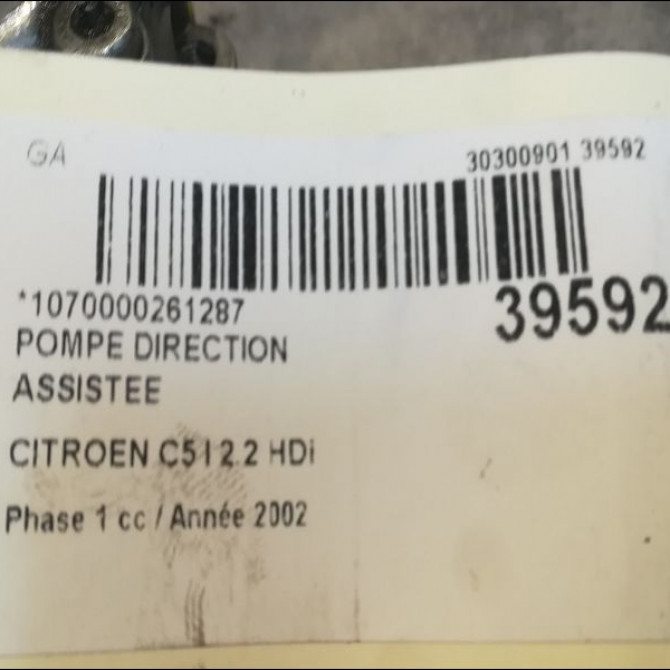 GA
30300901 39592
*1070000261287
39592
POMPE DIRECTION
ASSISTEE
CITROEN C5 I 2.2 HDi
Phase 1 cc / Année 2002